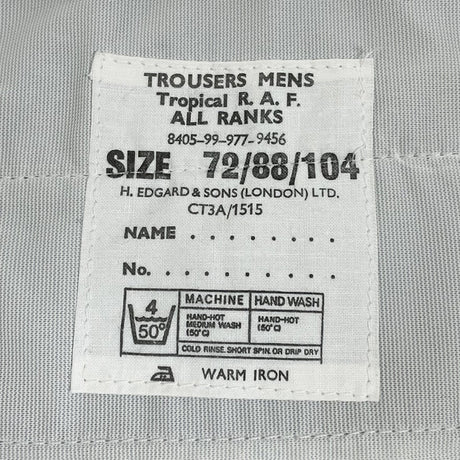 TROUSERS MENS
Tropical R. A. F.
ALL RANKS
8405-99-977-9456
SIZE 72/88/104
H. EDGARD & SONS (LONDON) LTD.
CT3A/1515
NAME . . . . . . . .
No. . . . . . . . . . .
4
50°
MACHINE HAND WASH
HAND-HOT HAND-HOT
MEDIUM WASH (50°C)
(50°C)
COLD RINSE. SHORT SPIN. OR DRIP DRY
WARM IRON